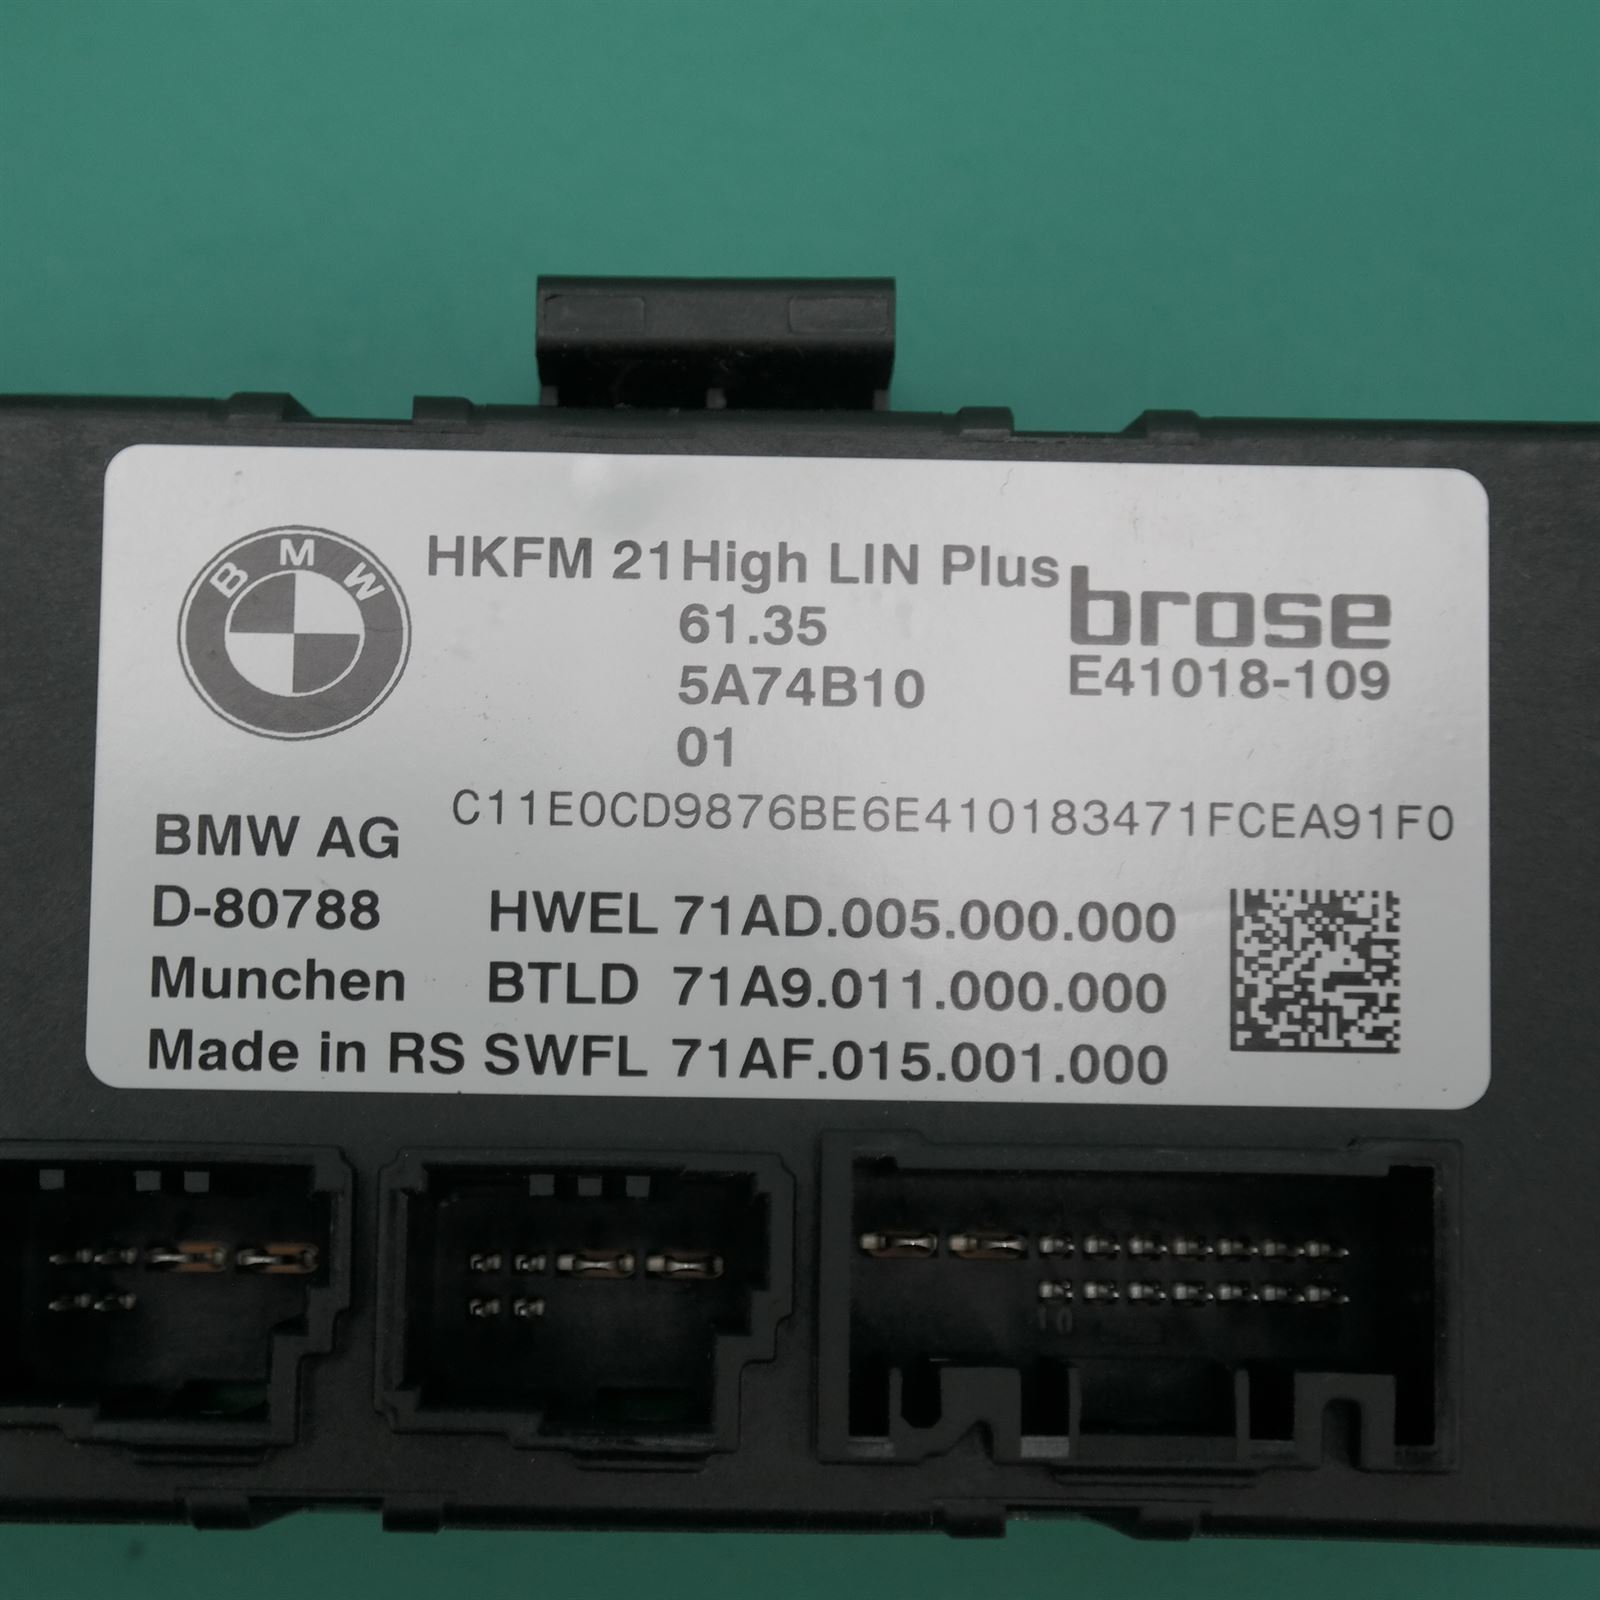 BMW
HKFM 21High LIN Plus
61.35
5A74B10
01
brose
E41018-109
C11E0CD9876BE6E410183471FCEA91F0
BMW AG
D-80788 HWEL 71AD.005.000.000
Munchen BTLD 71A9.011.000.000
Made in RS SWFL 71AF.015.001.000
10